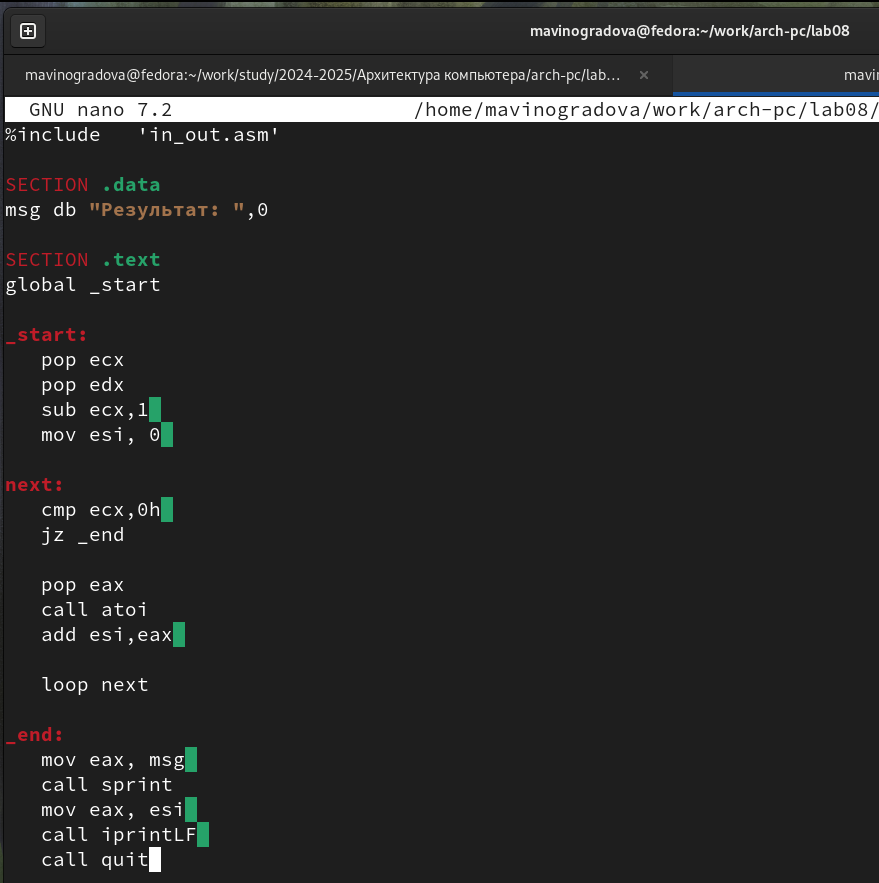 mavinogradova@fedora:~/work/arch-pc/lab08
mavinogradova@fedora:~/work/study/2024-2025/Архитектура компьютера/arch-pc/lab... ×
GNU nano 7.2 /home/mavinogradova/work/arch-pc/lab08/
%include 'in_out.asm'
SECTION .data
msg db "Результат: ",0
SECTION .text
global _start
_start:
pop ecx
pop edx
sub ecx,1
mov esi, 0
next:
cmp ecx,0h
jz _end
pop eax
call atoi
add esi,eax
loop next
_end:
mov eax, msg
call sprint
mov eax, esi
call iprintLF
call quit